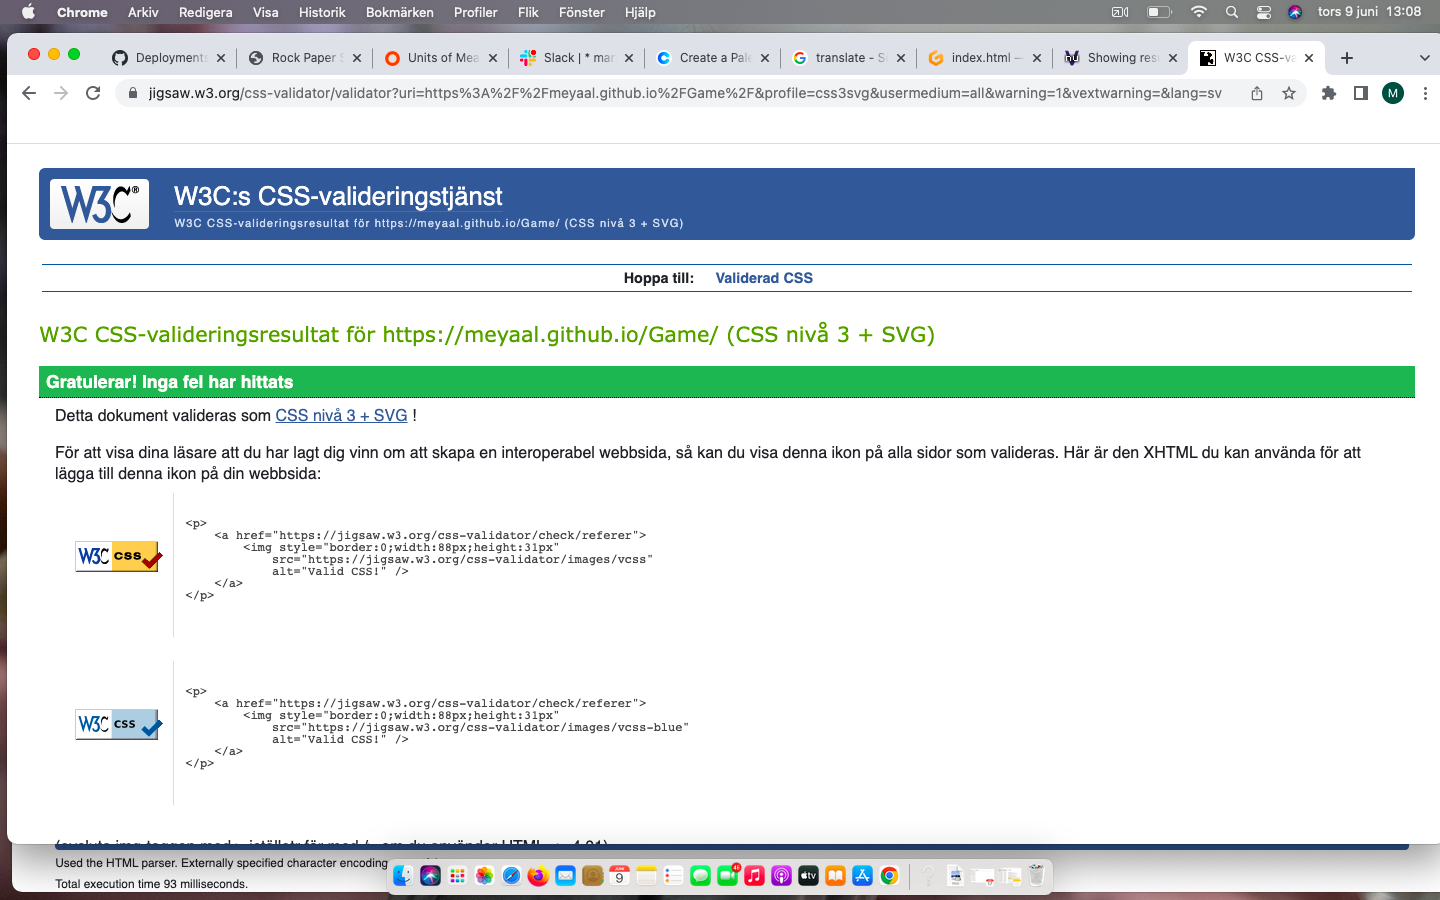 Chrome Arkiv Redigera Visa Historik Bokmärken Profiler Flik Fönster Hjälp tors 9 juni 13:08
Deployments Rock Paper S Units of Mea Slack | * mar Create a Pale translate - S index.html — Showing res W3C CSS-va
jigsaw.w3.org/css-validator/validator?uri=https%3A%2F%2Fmeyaal.github.io%2FGame%2F&profile=css3svg&usermedium=all&warning=1&vextwarning=&lang=sv M
W3C® W3C:s CSS-valideringstjänst
W3C CSS-valideringsresultat för https://meyaal.github.io/Game/ (CSS nivå 3 + SVG)
Hoppa till: Validerad CSS
W3C CSS-valideringsresultat för https://meyaal.github.io/Game/ (CSS nivå 3 + SVG)
Gratulerar! Inga fel har hittats
Detta dokument valideras som CSS nivå 3 + SVG !
För att visa dina läsare att du har lagt dig vinn om att skapa en interoperabel webbsida, så kan du visa denna ikon på alla sidor som valideras. Här är den XHTML du kan använda för att
lägga till denna ikon på din webbsida:
W3C CSS
<p>
<a href="https://jigsaw.w3.org/css-validator/check/referer">
<img style="border:0;width:88px;height:31px"
src="https://jigsaw.w3.org/css-validator/images/vcss"
alt="Valid CSS!" />
</a>
</p>
W3C CSS
<p>
<a href="https://jigsaw.w3.org/css-validator/check/referer">
<img style="border:0;width:88px;height:31px"
src="https://jigsaw.w3.org/css-validator/images/vcss-blue"
alt="Valid CSS!" />
</a>
</p>
Used the HTML parser. Externally specified character encoding
Total execution time 93 milliseconds.
9
tv